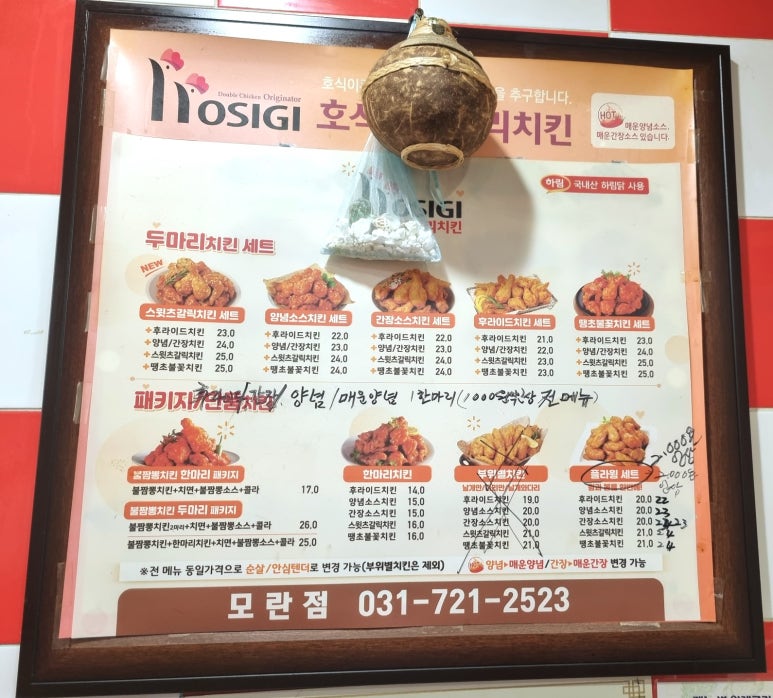 호식이
을 추구합니다.
Double Chicken Originator
HOSIGI 호식 리치킨
HOT
매운양념소스,
매운간장소스 있습니다.
하림 국내산 하림닭 사용
OSIGI
리치킨
두마리치킨 세트
NEW
스윗츠갈릭치킨 세트
+후라이드치킨 23,0
+양념/간장치킨 24,0
+스윗츠갈릭치킨 25,0
+땡초불꽃치킨 25,0
양념소스치킨 세트
+후라이드치킨 22,0
+양념/간장치킨 23,0
+스윗츠갈릭치킨 24,0
+땡초불꽃치킨 24,0
간장소스치킨 세트
+후라이드치킨 22,0
+양념/간장치킨 23,0
+스윗츠갈릭치킨 24,0
+땡초불꽃치킨 24,0
후라이드치킨 세트
+후라이드치킨 21,0
+양념/간장치킨 22,0
+스윗츠갈릭치킨 23,0
+땡초불꽃치킨 23,0
땡초불꽃치킨 세트
+후라이드치킨 23,0
+양념/간장치킨 24,0
+스윗츠갈릭치킨 25,0
+땡초불꽃치킨 25,0
양념/매운양념 1한마리(1000원 전메뉴)
패키지/단품치킨
불짬뽕치킨 한마리 패키지
불짬뽕치킨+치면+불짬뽕소스+콜라 17,0
불짬뽕치킨 두마리 패키지
불짬뽕치킨2마리+치면+불짬뽕소스+콜라 26,0
불짬뽕치킨+한마리치킨+치면+불짬뽕소스+콜라 25,0
한마리치킨
후라이드치킨 14,0
양념소스치킨 15,0
간장소스치킨 15,0
스윗츠갈릭치킨 16,0
땡초불꽃치킨 16,0
부위별치킨
후라이드치킨 19,0
양념소스치킨 20,0
간장소스치킨 20,0
스윗츠갈릭치킨 21,0
땡초불꽃치킨 21,0
플라윙 세트
후라이드치킨 20,0 22
양념소스치킨 20,0 23
간장소스치킨 20,0 23
스윗츠갈릭치킨 21,0 24
땡초불꽃치킨 21,0 24
※전 메뉴 동일가격으로 순살/안심텐더로 변경 가능(부위별치킨은 제외)
HOT 양념▶매운양념/간장▶매운간장 변경 가능
모란점 031-721-2523